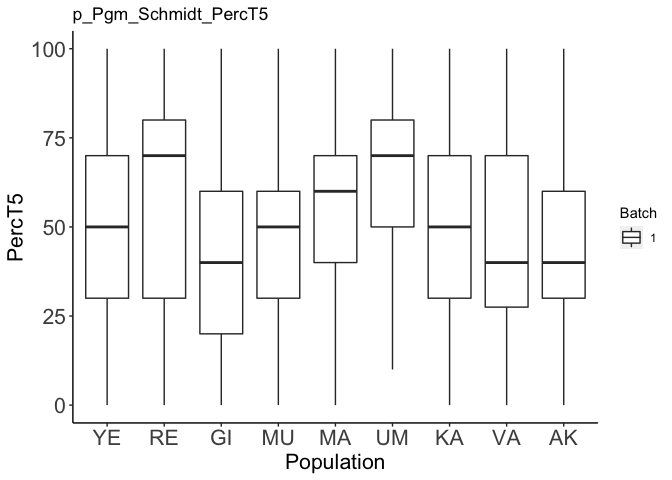 p_Pgm_Schmidt_PercT5
100
75
50
25
0
PercT5
YE RE GI MU MA UM KA VA AK
Population
Batch
1